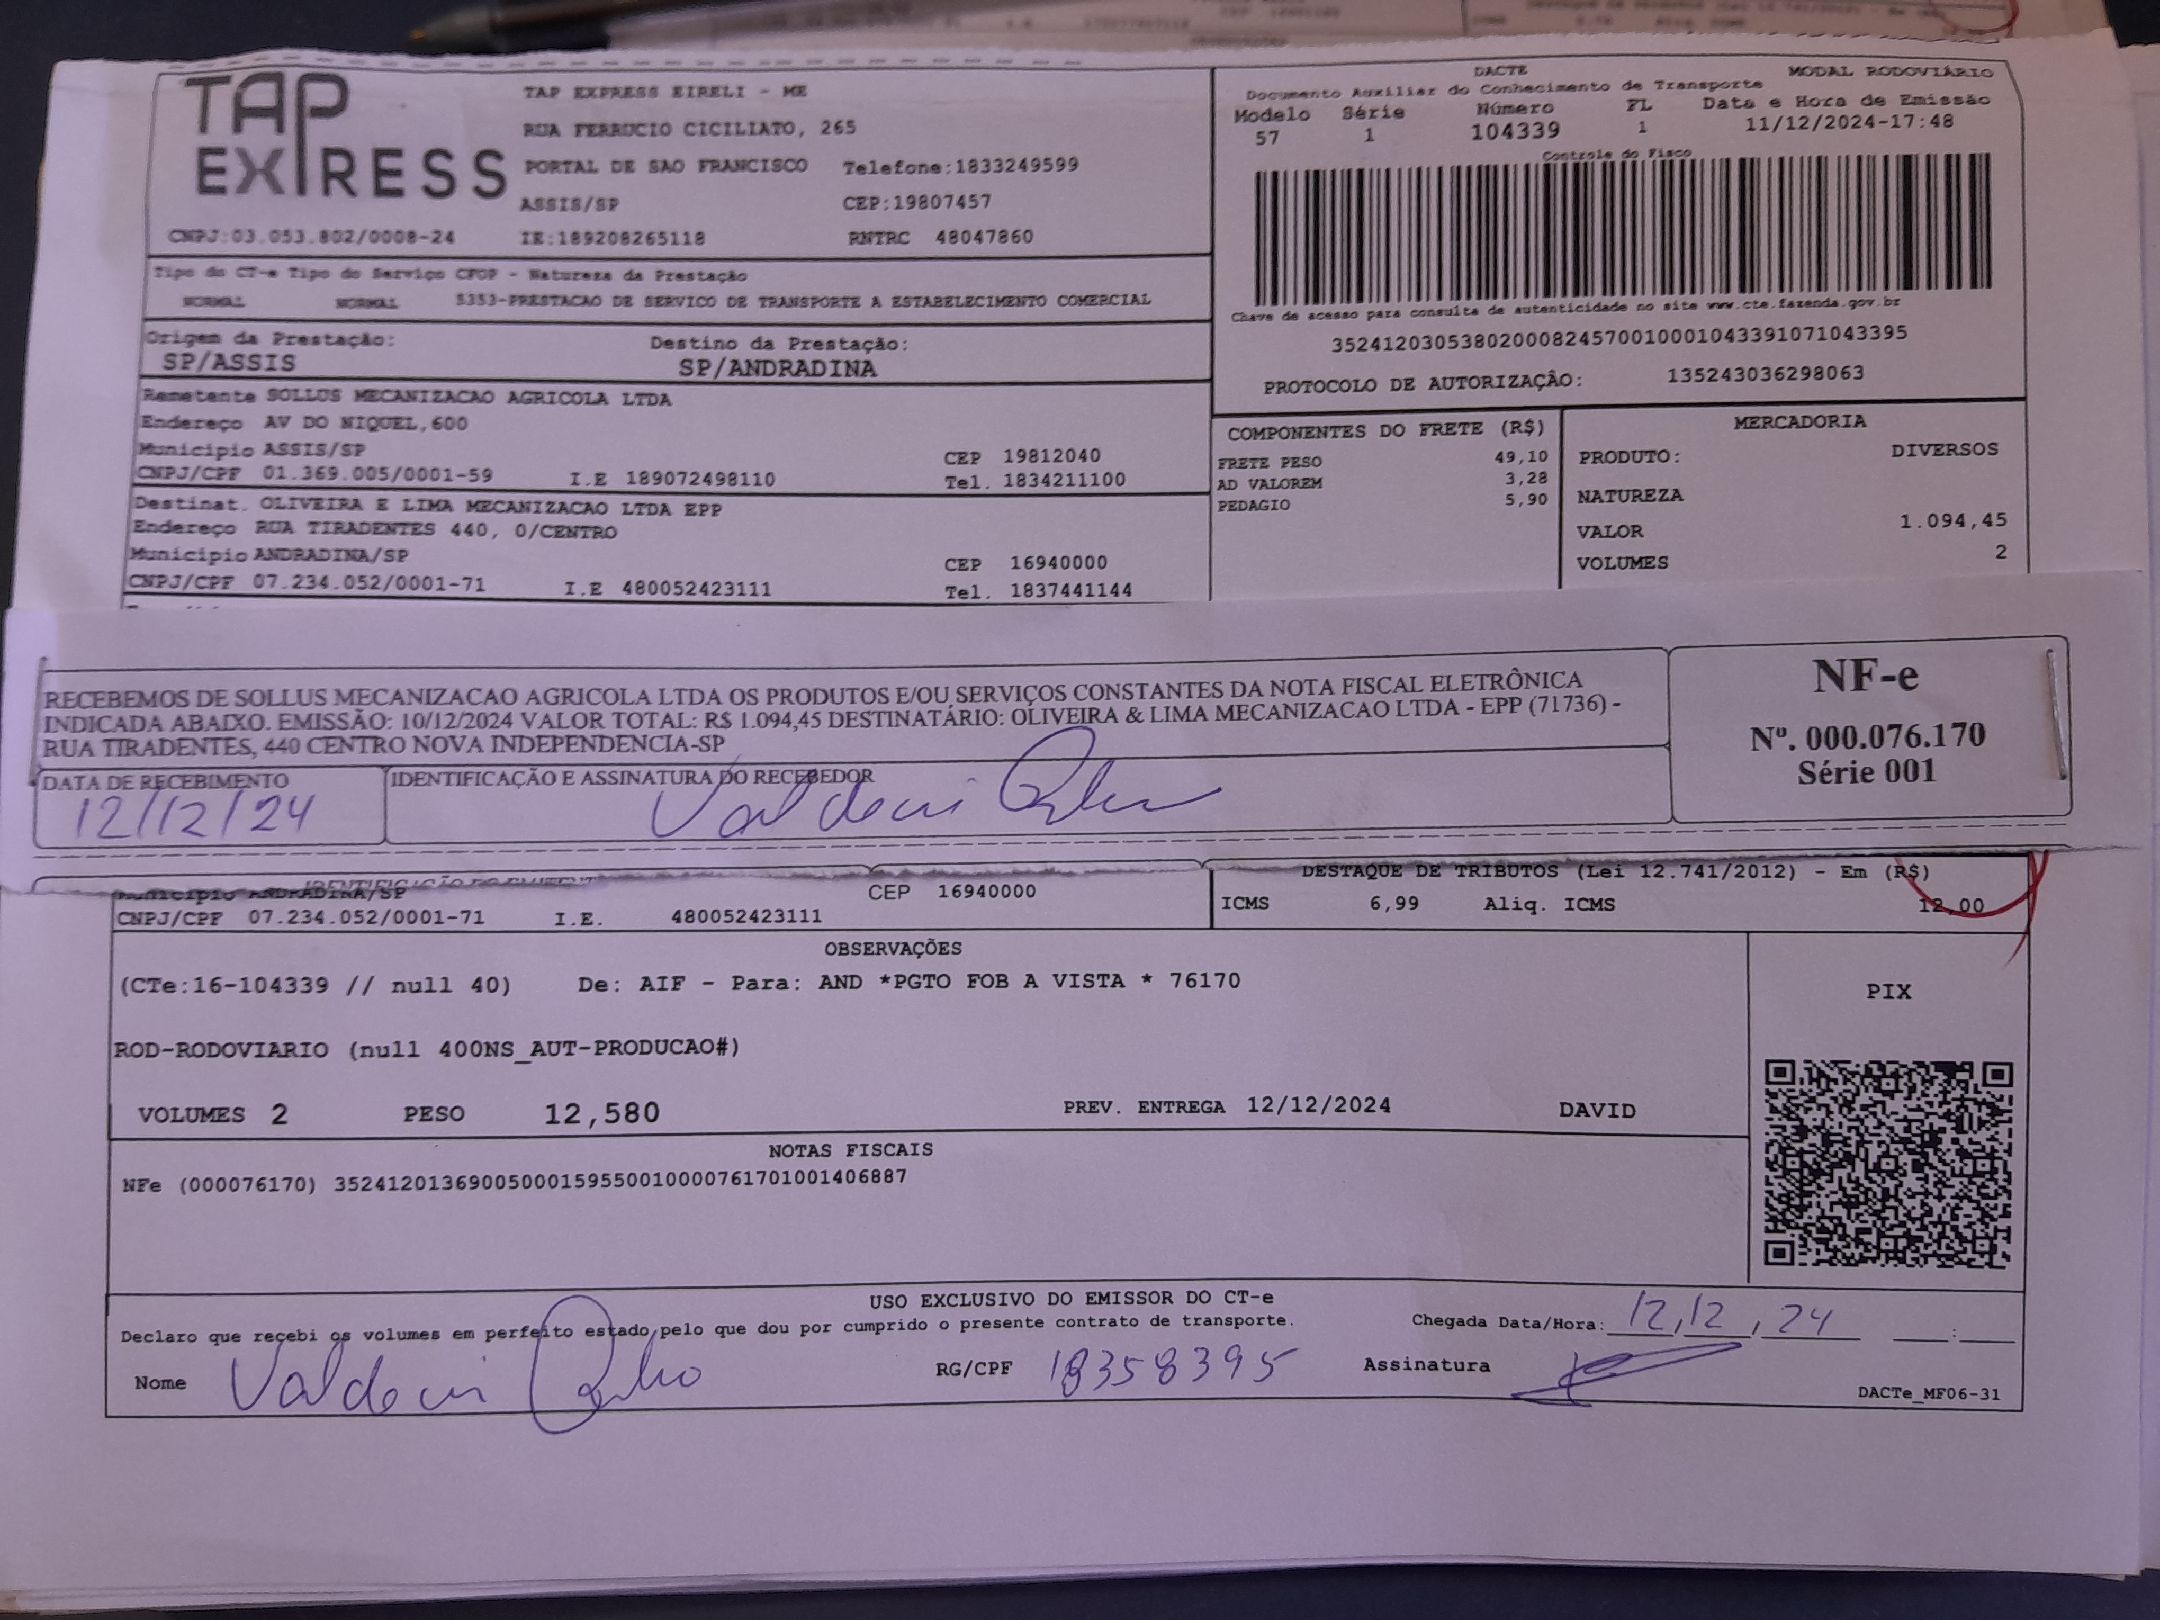 TAP EXPRESS
TAP EXPRESS EIRELI - ME
RUA FERRUCIO CICILIATO, 265
PORTAL DE SAO FRANCISCO Telefone:1833249599
ASSIS/SP CEP:19807457
CNPJ:03.053.802/0008-24 IE:189208265118 RNTRC 48047860
DACTE MODAL RODOVIÁRIO
Documento Auxiliar do Conhecimento de Transporte
Modelo Série Número FL Data e Hora de Emissão
57 1 104339 1 11/12/2024-17:48
Controle do Fisco
Chave de acesso para consulta de autenticidade no site www.cte.fazenda.gov.br
35241203053802000824570010001043391071043395
PROTOCOLO DE AUTORIZAÇÂO: 135243036298063
Tipo do CT-e Tipo do Serviço CFOP - Natureza da Prestação
NORMAL NORMAL 5353-PRESTACAO DE SERVICO DE TRANSPORTE A ESTABELECIMENTO COMERCIAL
Origem da Prestação: Destino da Prestação:
SP/ASSIS SP/ANDRADINA
Remetente SOLLUS MECANIZACAO AGRICOLA LTDA
Endereço AV DO NIQUEL,600
Municipio ASSIS/SP CEP 19812040
CNPJ/CPF 01.369.005/0001-59 I.E 189072498110 Tel. 1834211100
Destinat. OLIVEIRA E LIMA MECANIZACAO LTDA EPP
Endereço RUA TIRADENTES 440, 0/CENTRO
Municipio ANDRADINA/SP CEP 16940000
CNPJ/CPF 07.234.052/0001-71 I.E 480052423111 Tel. 1837441144
COMPONENTES DO FRETE (R$)
FRETE PESO 49,10
AD VALOREM 3,28
PEDAGIO 5,90
MERCADORIA
PRODUTO: DIVERSOS
NATUREZA
VALOR 1.094,45
VOLUMES 2
RECEBEMOS DE SOLLUS MECANIZACAO AGRICOLA LTDA OS PRODUTOS E/OU SERVIÇOS CONSTANTES DA NOTA FISCAL ELETRÔNICA
INDICADA ABAIXO. EMISSÃO: 10/12/2024 VALOR TOTAL: R$ 1.094,45 DESTINATÁRIO: OLIVEIRA & LIMA MECANIZACAO LTDA - EPP (71736) -
RUA TIRADENTES, 440 CENTRO NOVA INDEPENDENCIA-SP
DATA DE RECEBIMENTO IDENTIFICAÇÃO E ASSINATURA DO RECEBEDOR
12/12/24 Valdeci
NF-e
Nº. 000.076.170
Série 001
IDENTIFICAÇÃO DO EMITENTE
Municipio ANDRADINA/SP CEP 16940000
CNPJ/CPF 07.234.052/0001-71 I.E. 480052423111
DESTAQUE DE TRIBUTOS (Lei 12.741/2012) - Em (R$)
ICMS 6,99 Aliq. ICMS 12,00
OBSERVAÇÕES
(CTe:16-104339 // null 40) De: AIF - Para: AND *PGTO FOB A VISTA * 76170
ROD-RODOVIARIO (null 400NS_AUT-PRODUCAO#)
VOLUMES 2 PESO 12,580 PREV. ENTREGA 12/12/2024 DAVID
PIX
NOTAS FISCAIS
NFe (000076170) 35241201369005000159550010000761701001406887
USO EXCLUSIVO DO EMISSOR DO CT-e
Declaro que recebi os volumes em perfeito estado pelo que dou por cumprido o presente contrato de transporte. Chegada Data/Hora: 12,12,24 :
Nome Valdeci RG/CPF 18358395 Assinatura
DACTe_MF06-31